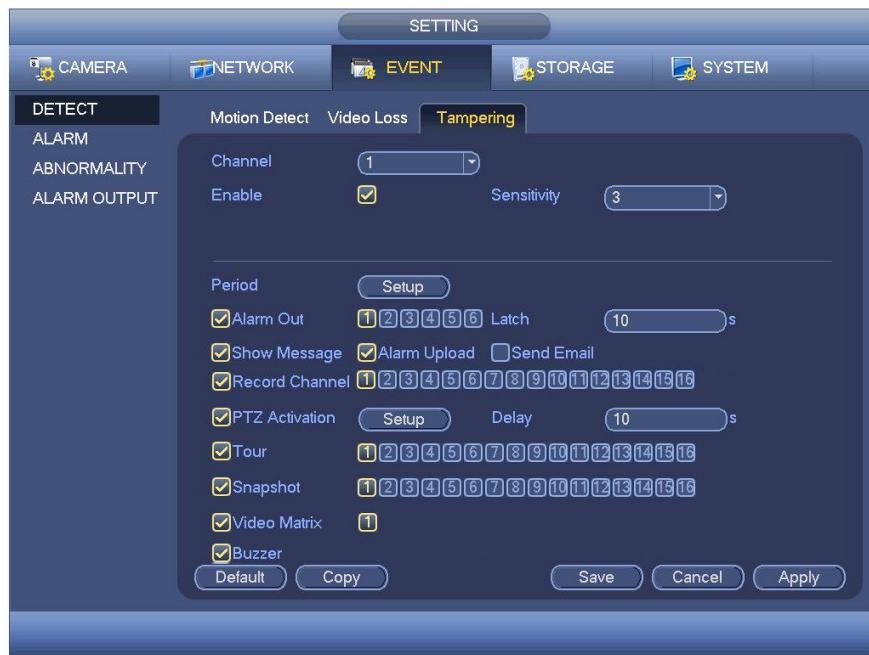 SETTING
CAMERA NETWORK EVENT STORAGE SYSTEM
DETECT
ALARM
ABNORMALITY
ALARM OUTPUT
Motion Detect Video Loss Tampering
Channel 1
Enable Sensitivity 3
Period Setup
Alarm Out 1 2 3 4 5 6 Latch 10 s
Show Message Alarm Upload Send Email
Record Channel 1 2 3 4 5 6 7 8 9 10 11 12 13 14 15 16
PTZ Activation Setup Delay 10 s
Tour 1 2 3 4 5 6 7 8 9 10 11 12 13 14 15 16
Snapshot 1 2 3 4 5 6 7 8 9 10 11 12 13 14 15 16
Video Matrix 1
Buzzer
Default Copy Save Cancel Apply